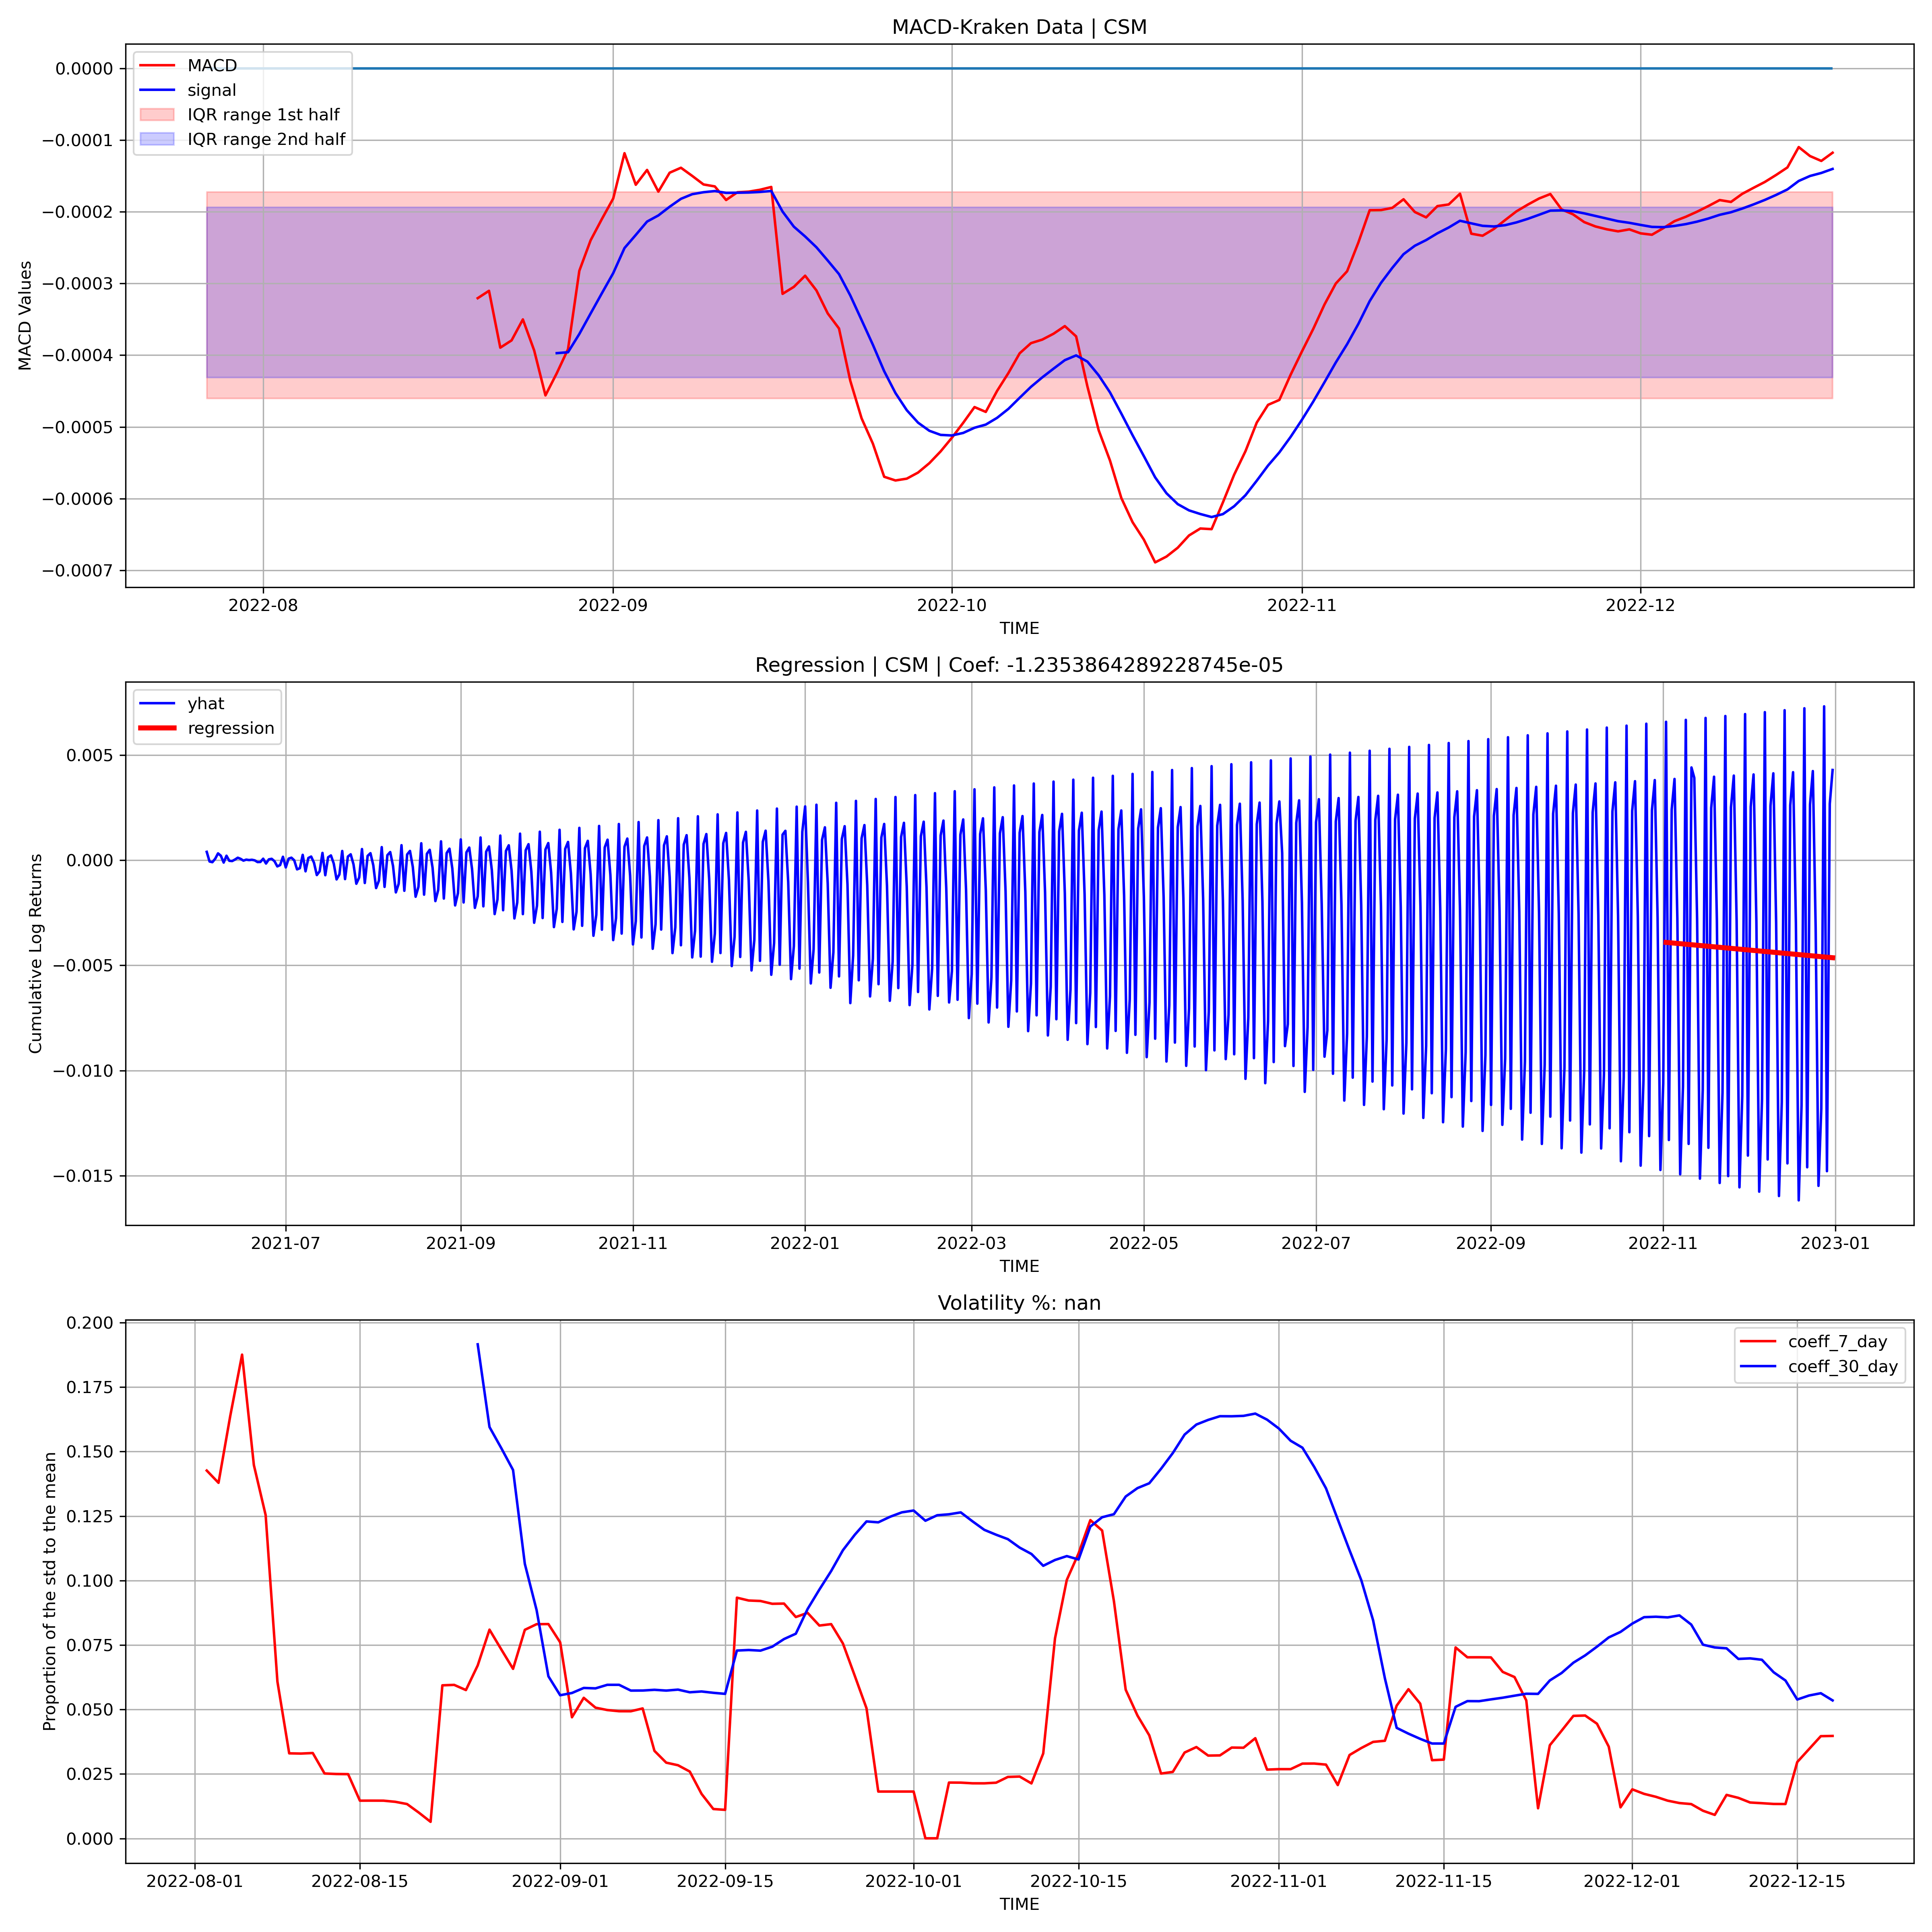 MACD-Kraken Data | CSM
MACD
signal
IQR range 1st half
IQR range 2nd half
MACD Values
0.0000
−0.0001
−0.0002
−0.0003
−0.0004
−0.0005
−0.0006
−0.0007
2022-08 2022-09 2022-10 2022-11 2022-12
TIME
Regression | CSM | Coef: -1.2353864289228745e-05
yhat
regression
Cumulative Log Returns
0.005
0.000
−0.005
−0.010
−0.015
2021-07 2021-09 2021-11 2022-01 2022-03 2022-05 2022-07 2022-09 2022-11 2023-01
TIME
Volatility %: nan
coeff_7_day
coeff_30_day
Proportion of the std to the mean
0.200
0.175
0.150
0.125
0.100
0.075
0.050
0.025
0.000
2022-08-01 2022-08-15 2022-09-01 2022-09-15 2022-10-01 2022-10-15 2022-11-01 2022-11-15 2022-12-01 2022-12-15
TIME